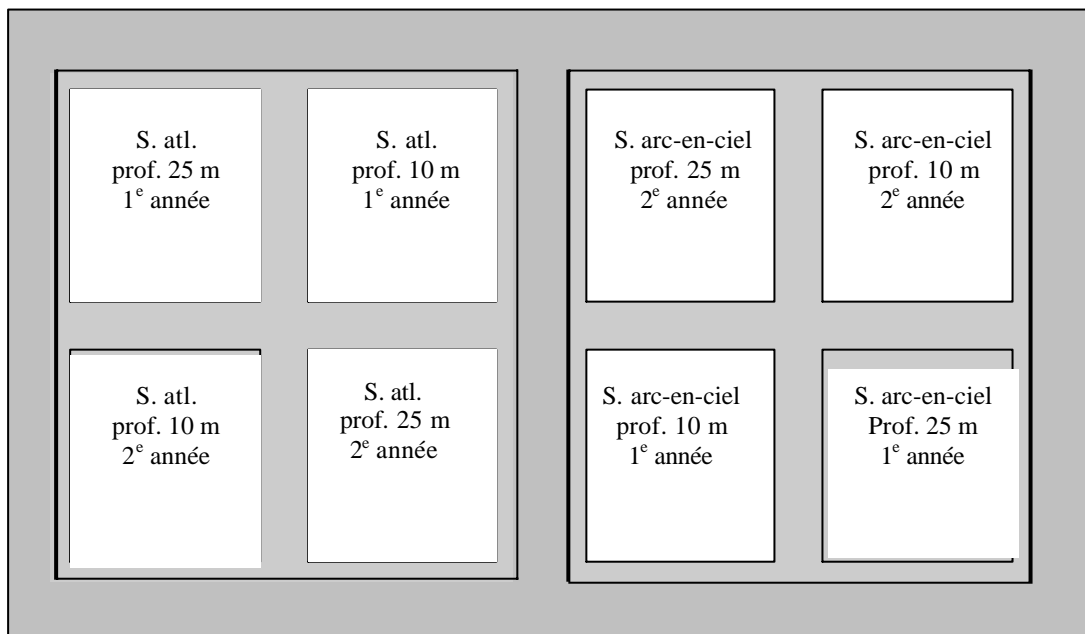 S. atl.
prof. 25 m
1e année
S. atl.
prof. 10 m
1e année
S. arc-en-ciel
prof. 25 m
2e année
S. arc-en-ciel
prof. 10 m
2e année
S. atl.
prof. 10 m
2e année
S. atl.
prof. 25 m
2e année
S. arc-en-ciel
prof. 10 m
1e année
S. arc-en-ciel
Prof. 25 m
1e année